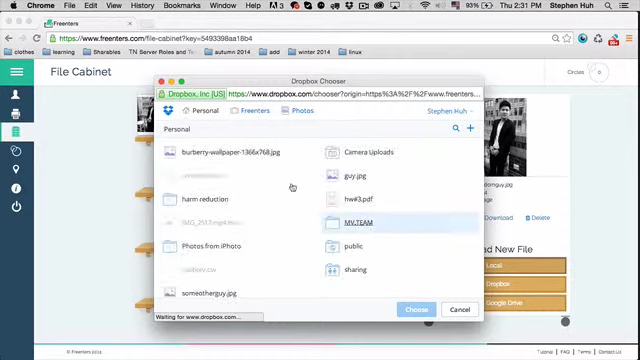 Chrome File Edit View History Bookmarks Window Help 93% Thu 2:31 PM Stephen Huh
Freenters
https://www.freenters.com/file-cabinet?key=5493398aa18b4
clothes learning Sharables TN Server Roles and T autumn 2014 add winter 2014 linux
File Cabinet
Circles
Dropbox Chooser
Dropbox, Inc [US] https://www.dropbox.com/chooser?origin=https%3A%2F%2Fwww.freenters
Personal Freenters Photos
Stephen Huh
Personal
burberry-wallpaper-1366x768.jpg
Camera Uploads
guy.jpg
harm reduction
hw#3.pdf
MV.TEAM
Photos from iPhoto
public
sharing
someotherguy.jpg
Choose
Cancel
Waiting for www.dropbox.com...
Download Delete
New File
Local
Dropbox
Google Drive
© Freenters 2015
Tutorial FAQ Terms Contact Us